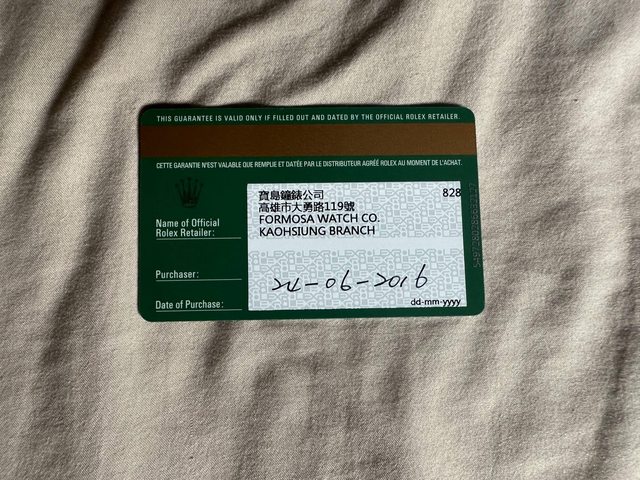 THIS GUARANTEE IS VALID ONLY IF FILLED OUT AND DATED BY THE OFFICIAL ROLEX RETAILER.
CETTE GARANTIE N'EST VALABLE QUE REMPLIE ET DATÉE PAR LE DISTRIBUTEUR AGRÉÉ ROLEX AU MOMENT DE L'ACHAT.
寶島鐘錶公司 828
高雄市大勇路119號
Name of Official FORMOSA WATCH CO.
Rolex Retailer: KAOHSIUNG BRANCH
Purchaser:
24-06-2016
Date of Purchase: dd-mm-yyyy